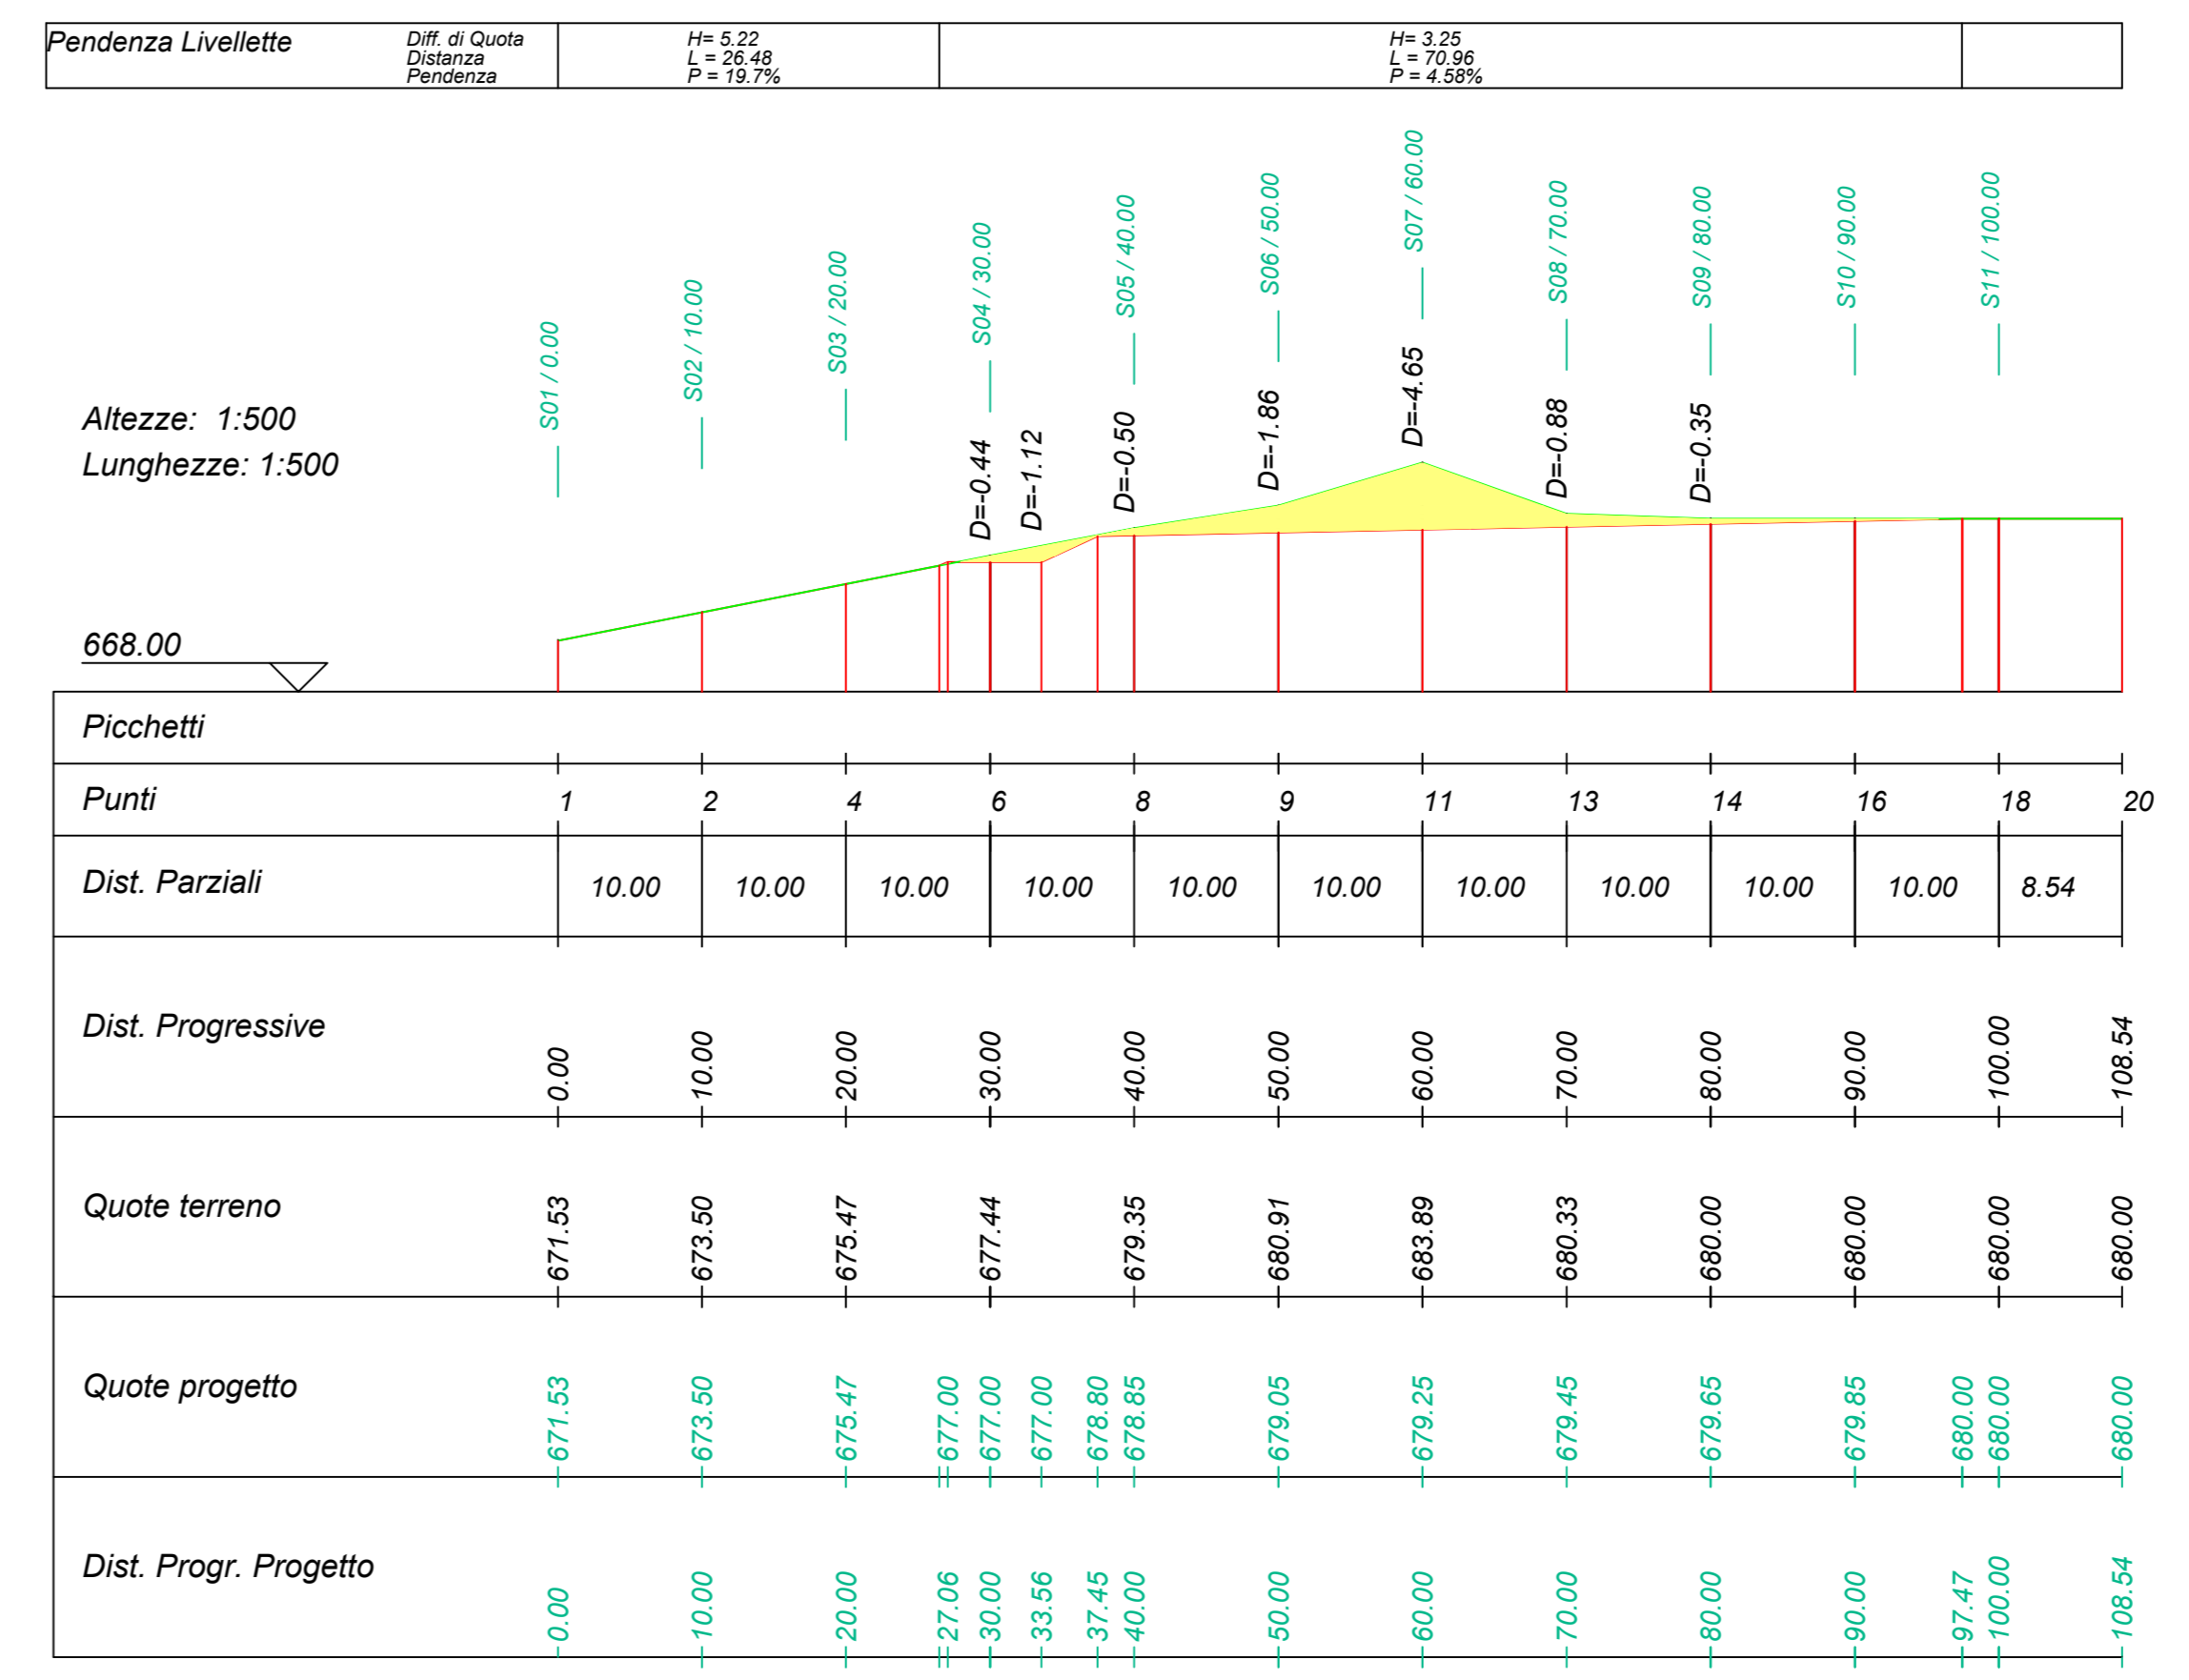 Pendenza Livellette
Diff. di Quota
Distanza
Pendenza
H= 5.22
L = 26.48
P = 19.7%
H= 3.25
L = 70.96
P = 4.58%
S01 / 0.00
S02 / 10.00
S03 / 20.00
S04 / 30.00
S05 / 40.00
S06 / 50.00
S07 / 60.00
S08 / 70.00
S09 / 80.00
S10 / 90.00
S11 / 100.00
D=-0.44
D=-1.12
D=-0.50
D=-1.86
D=-4.65
D=-0.88
D=-0.35
Altezze: 1:500
Lunghezze: 1:500
668.00
Picchetti
Punti 1 2 4 6 8 9 11 13 14 16 18 20
Dist. Parziali 10.00 10.00 10.00 10.00 10.00 10.00 10.00 10.00 10.00 10.00 8.54
Dist. Progressive 0.00 10.00 20.00 30.00 40.00 50.00 60.00 70.00 80.00 90.00 100.00 108.54
Quote terreno 671.53 673.50 675.47 677.44 679.35 680.91 683.89 680.33 680.00 680.00 680.00 680.00
Quote progetto 671.53 673.50 675.47 677.00 677.00 677.00 678.80 678.85 679.05 679.25 679.45 679.65 679.85 680.00 680.00 680.00
Dist. Progr. Progetto 0.00 10.00 20.00 27.06 30.00 33.56 37.45 40.00 50.00 60.00 70.00 80.00 90.00 97.47 100.00 108.54